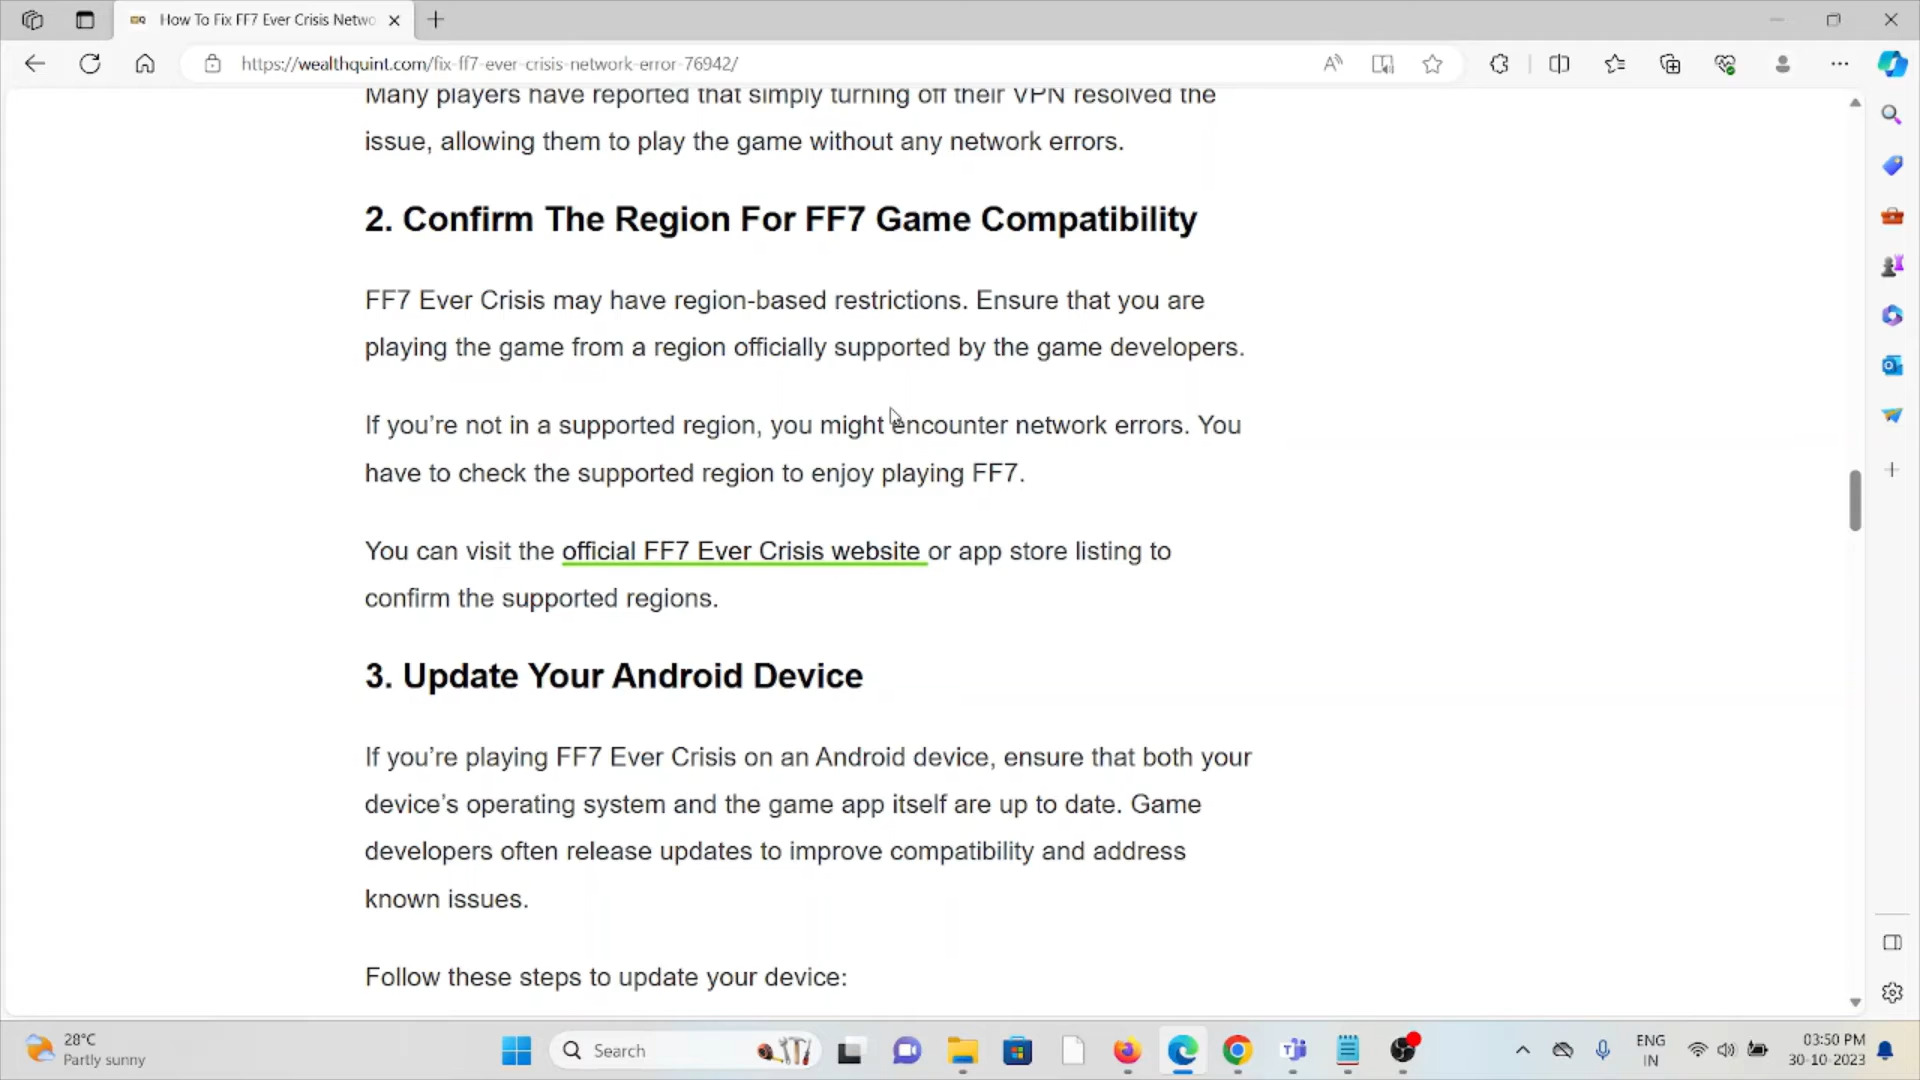 How To Fix FF7 Ever Crisis Netwo
https://wealthquint.com/fix-ff7-ever-crisis-network-error-76942/
Many players have reported that simply turning off their VPN resolved the
issue, allowing them to play the game without any network errors.
2. Confirm The Region For FF7 Game Compatibility
FF7 Ever Crisis may have region-based restrictions. Ensure that you are
playing the game from a region officially supported by the game developers.
If you’re not in a supported region, you might encounter network errors. You
have to check the supported region to enjoy playing FF7.
You can visit the official FF7 Ever Crisis website or app store listing to
confirm the supported regions.
3. Update Your Android Device
If you’re playing FF7 Ever Crisis on an Android device, ensure that both your
device’s operating system and the game app itself are up to date. Game
developers often release updates to improve compatibility and address
known issues.
Follow these steps to update your device:
28°C
Partly sunny
Search
ENG
IN
03:50 PM
30-10-2023